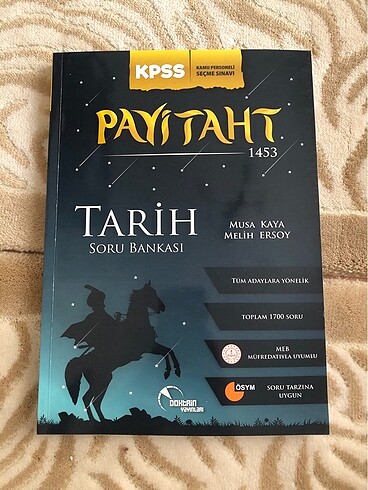 KPSS
KAMU PERSONELİ
SEÇME SINAVI
PAYİTAHT
1453
TARİH
SORU BANKASI
MUSA KAYA
MELİH ERSOY
TÜM ADAYLARA YÖNELİK
TOPLAM 1700 SORU
MEB
MÜFREDATIYLA UYUMLU
ÖSYM
SORU TARZINA
UYGUN
DOKTRİN
YAYINLARI